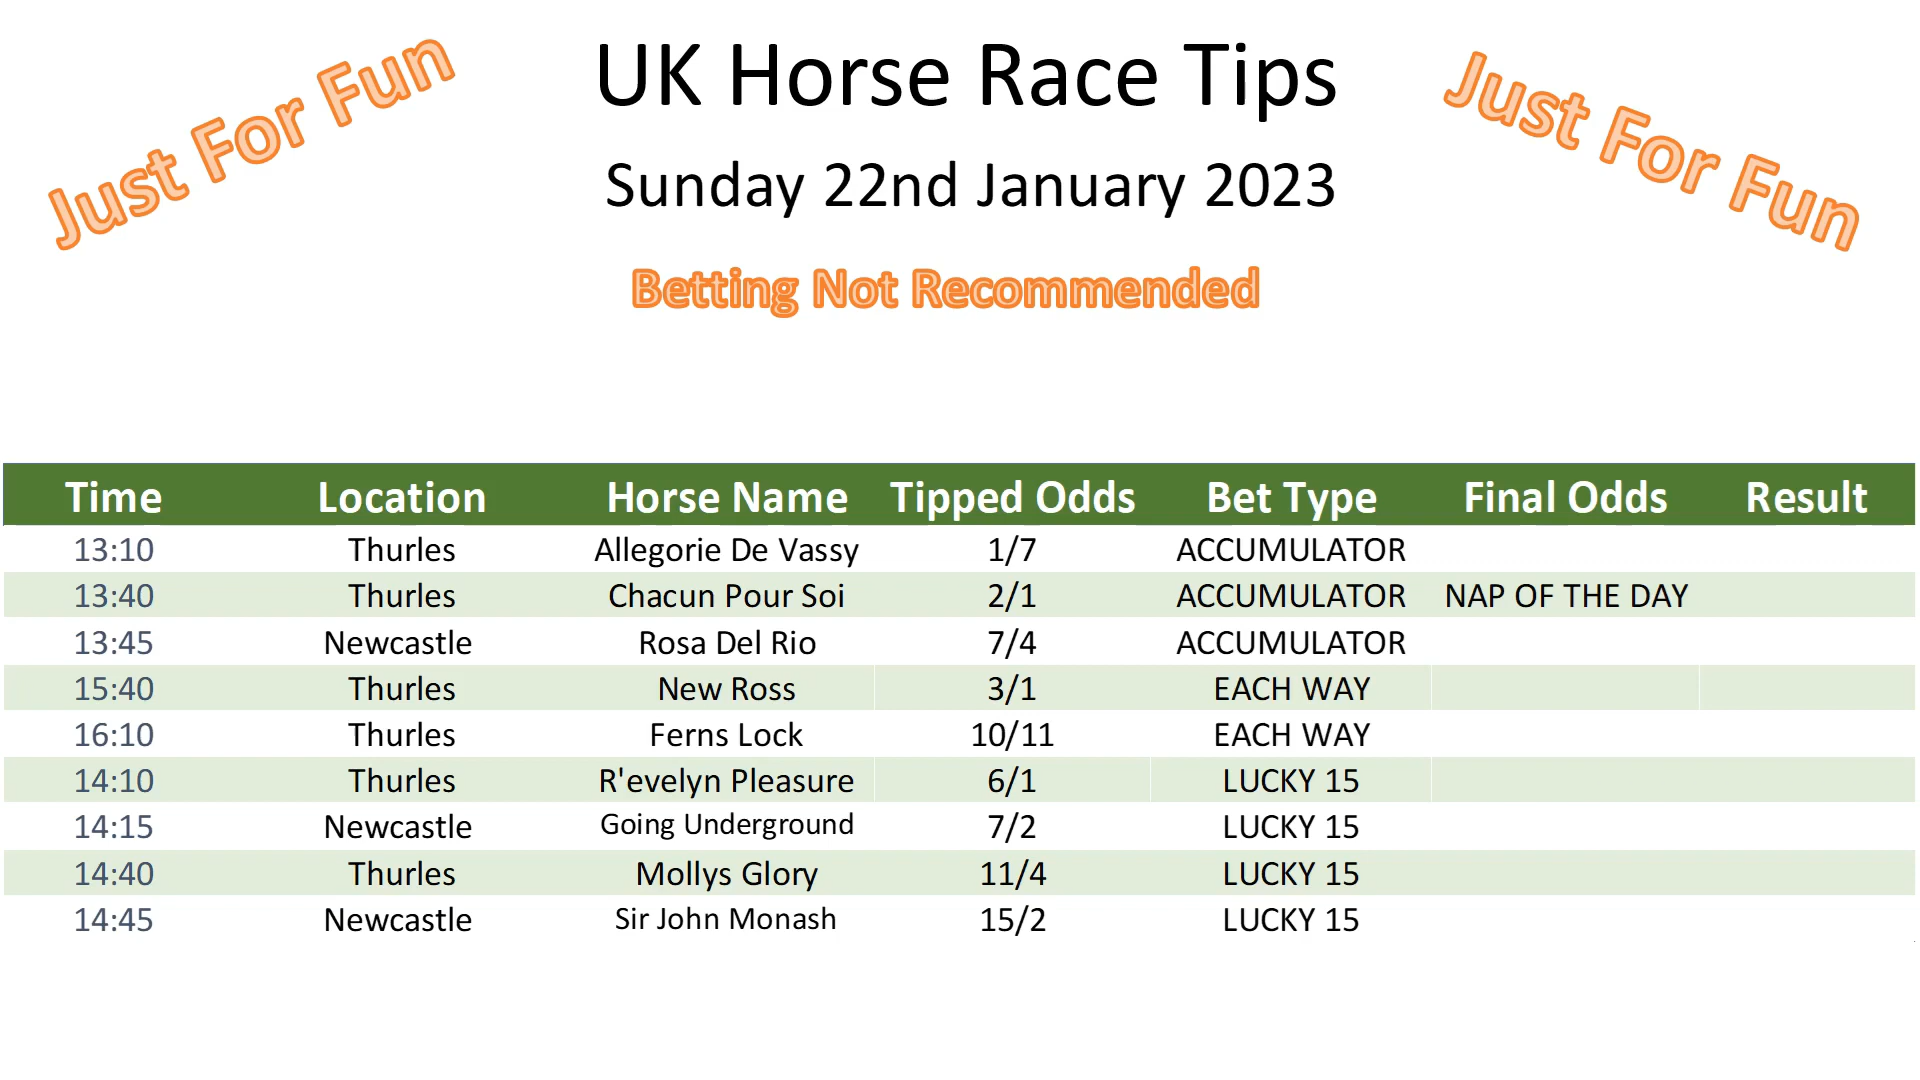 Just For Fun
UK Horse Race Tips
Just For Fun
Sunday 22nd January 2023
Betting Not Recommended
Time Location Horse Name Tipped Odds Bet Type Final Odds Result
13:10 Thurles Allegorie De Vassy 1/7 ACCUMULATOR
13:40 Thurles Chacun Pour Soi 2/1 ACCUMULATOR NAP OF THE DAY
13:45 Newcastle Rosa Del Rio 7/4 ACCUMULATOR
15:40 Thurles New Ross 3/1 EACH WAY
16:10 Thurles Ferns Lock 10/11 EACH WAY
14:10 Thurles R'evelyn Pleasure 6/1 LUCKY 15
14:15 Newcastle Going Underground 7/2 LUCKY 15
14:40 Thurles Mollys Glory 11/4 LUCKY 15
14:45 Newcastle Sir John Monash 15/2 LUCKY 15